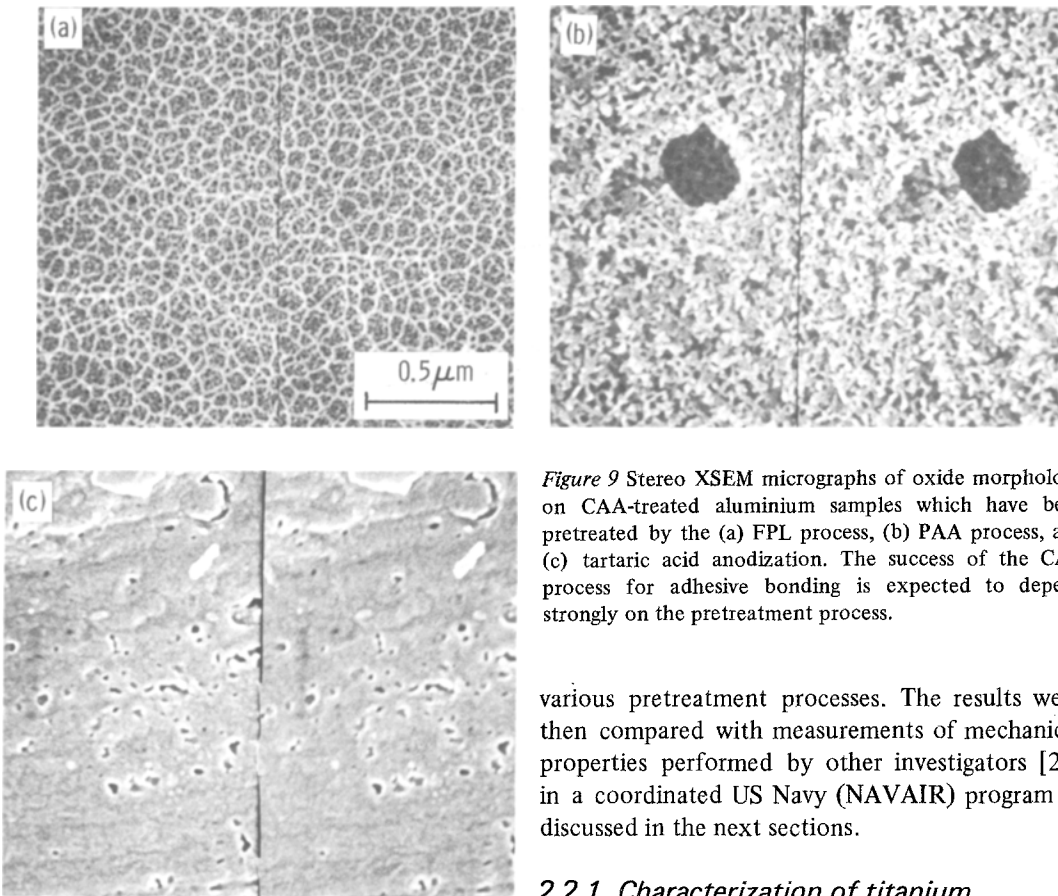 (a)
(b)
0.5μm
(c)
Figure 9 Stereo XSEM micrographs of oxide morpholo
on CAA-treated aluminium samples which have be
pretreated by the (a) FPL process, (b) PAA process, a
(c) tartaric acid anodization. The success of the CA
process for adhesive bonding is expected to depe
strongly on the pretreatment process.
various pretreatment processes. The results we
then compared with measurements of mechanic
properties performed by other investigators [2
in a coordinated US Navy (NAVAIR) program
discussed in the next sections.
2.2.1. Characterization of titanium